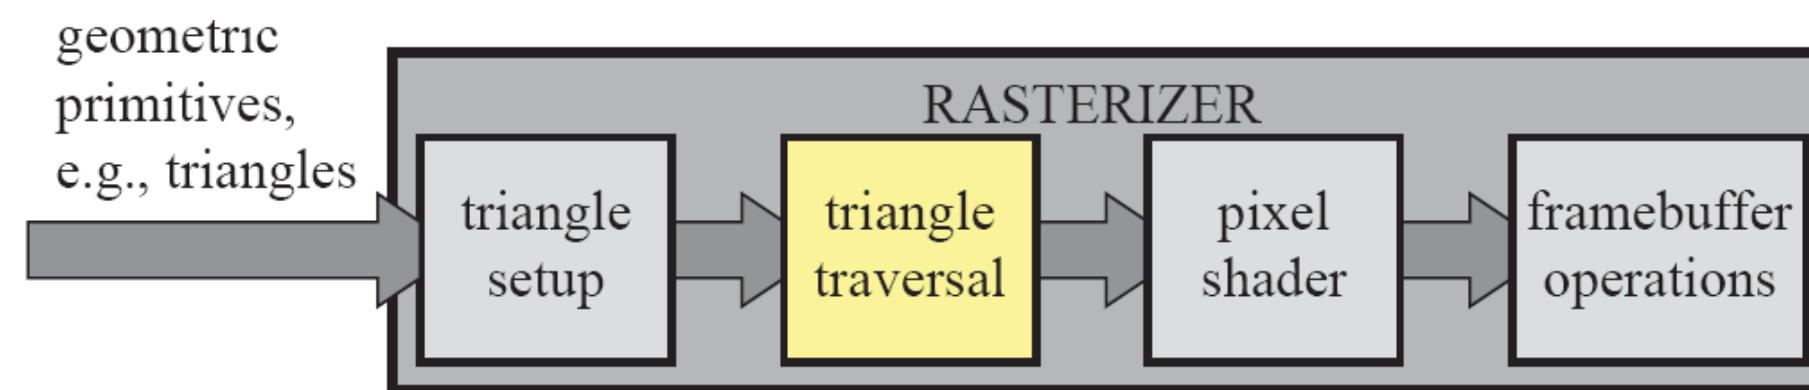 geometric
primitives,
e.g., triangles
RASTERIZER
triangle
setup
triangle
traversal
pixel
shader
framebuffer
operations